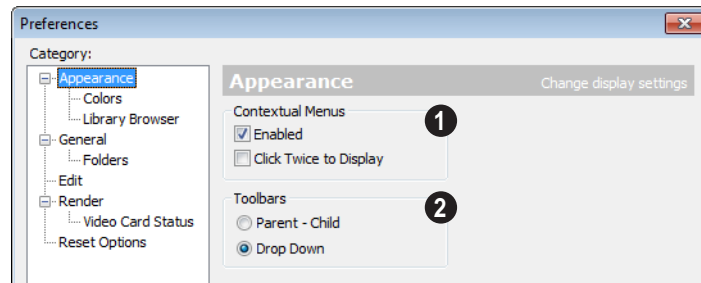 Preferences
Category:
Appearance
Colors
Library Browser
General
Folders
Edit
Render
Video Card Status
Reset Options
Appearance Change display settings
Contextual Menus 1
Enabled
Click Twice to Display
Toolbars 2
Parent - Child
Drop Down